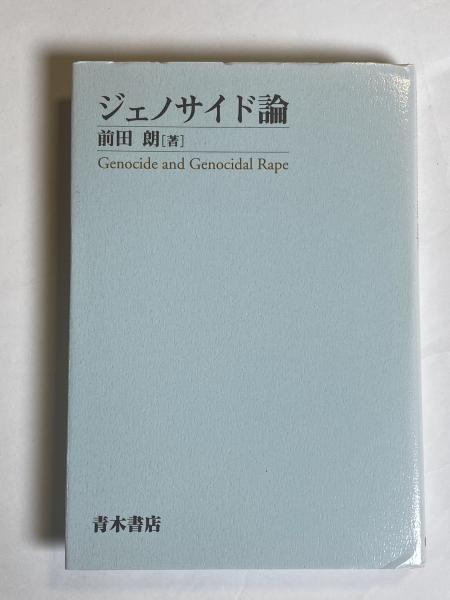 ジェノサイド論
前田 朗[著]
Genocide and Genocidal Rape
青木書店